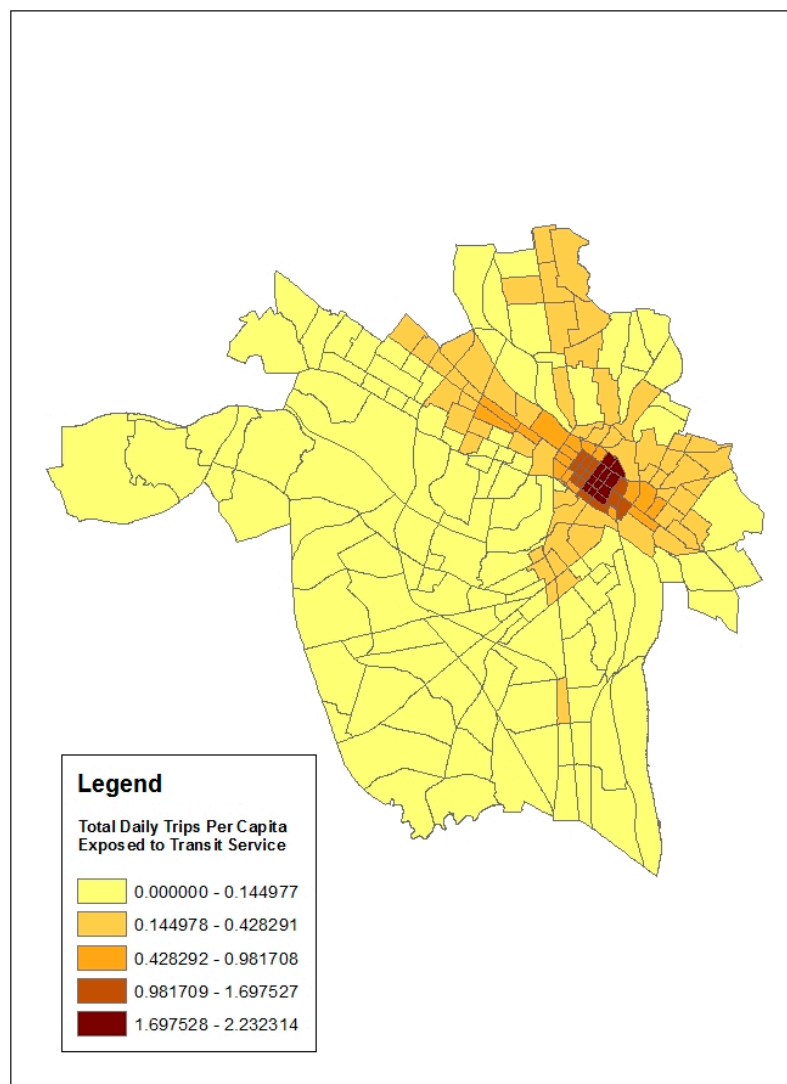 Legend
Total Daily Trips Per Capita
Exposed to Transit Service
0.000000 - 0.144977
0.144978 - 0.428291
0.428292 - 0.981708
0.981709 - 1.697527
1.697528 - 2.232314